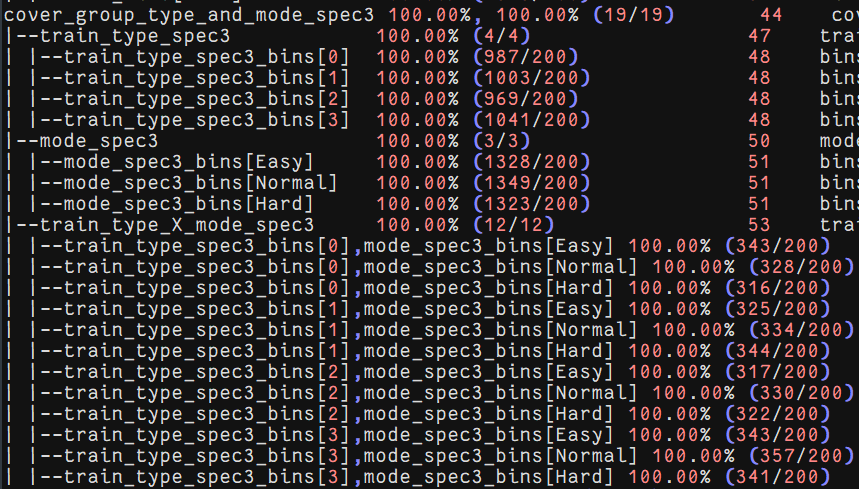 cover_group_type_and_mode_spec3 100.00%, 100.00% (19/19) 44 co
|--train_type_spec3 100.00% (4/4) 47 trai
| |--train_type_spec3_bins[0] 100.00% (987/200) 48 bins
| |--train_type_spec3_bins[1] 100.00% (1003/200) 48 bins
| |--train_type_spec3_bins[2] 100.00% (969/200) 48 bins
| |--train_type_spec3_bins[3] 100.00% (1041/200) 48 bins
|--mode_spec3 100.00% (3/3) 50 mode
| |--mode_spec3_bins[Easy] 100.00% (1328/200) 51 bins
| |--mode_spec3_bins[Normal] 100.00% (1349/200) 51 bins
| |--mode_spec3_bins[Hard] 100.00% (1323/200) 51 bins
|--train_type_X_mode_spec3 100.00% (12/12) 53 trai
| |--train_type_spec3_bins[0],mode_spec3_bins[Easy] 100.00% (343/200)
| |--train_type_spec3_bins[0],mode_spec3_bins[Normal] 100.00% (328/200)
| |--train_type_spec3_bins[0],mode_spec3_bins[Hard] 100.00% (316/200)
| |--train_type_spec3_bins[1],mode_spec3_bins[Easy] 100.00% (325/200)
| |--train_type_spec3_bins[1],mode_spec3_bins[Normal] 100.00% (334/200)
| |--train_type_spec3_bins[1],mode_spec3_bins[Hard] 100.00% (344/200)
| |--train_type_spec3_bins[2],mode_spec3_bins[Easy] 100.00% (317/200)
| |--train_type_spec3_bins[2],mode_spec3_bins[Normal] 100.00% (330/200)
| |--train_type_spec3_bins[2],mode_spec3_bins[Hard] 100.00% (322/200)
| |--train_type_spec3_bins[3],mode_spec3_bins[Easy] 100.00% (343/200)
| |--train_type_spec3_bins[3],mode_spec3_bins[Normal] 100.00% (357/200)
| |--train_type_spec3_bins[3],mode_spec3_bins[Hard] 100.00% (341/200)